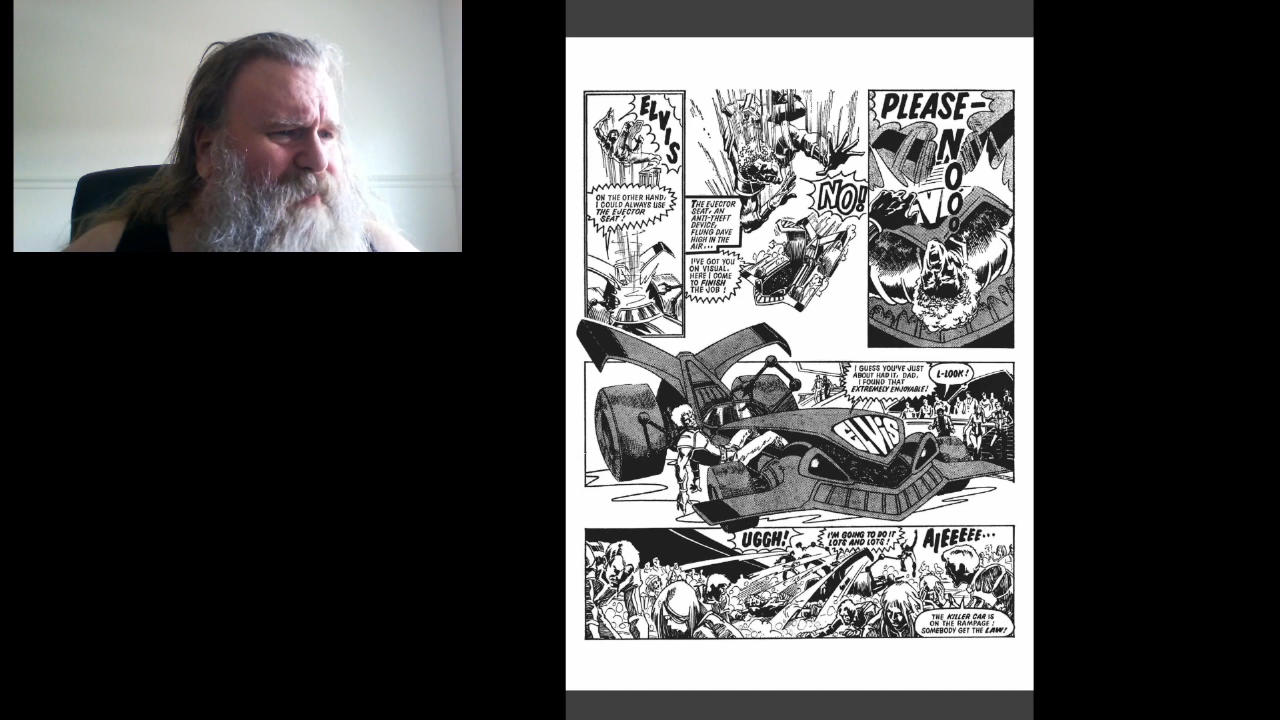 ELVIS
ON THE OTHER HAND,
I COULD ALWAYS USE
THE EJECTOR
SEAT!
THE EJECTOR
SEAT, AN
ANTI-THEFT
DEVICE,
FLUNG DAVE
HIGH IN THE
AIR...
NO!
I'VE GOT YOU
ON VISUAL.
HERE I COME
TO FINISH
THE JOB!
PLEASE-
NOOO!
I GUESS YOU'VE JUST
ABOUT HAD IT, DAD.
I FOUND THAT
EXTREMELY ENJOYABLE!
L-LOOK!
ELVIS
UGGH!
I'M GOING TO DO IT
LOTS AND LOTS!
AIEEEEE...
THE KILLER CAR IS
ON THE RAMPAGE!
SOMEBODY GET THE LAW!